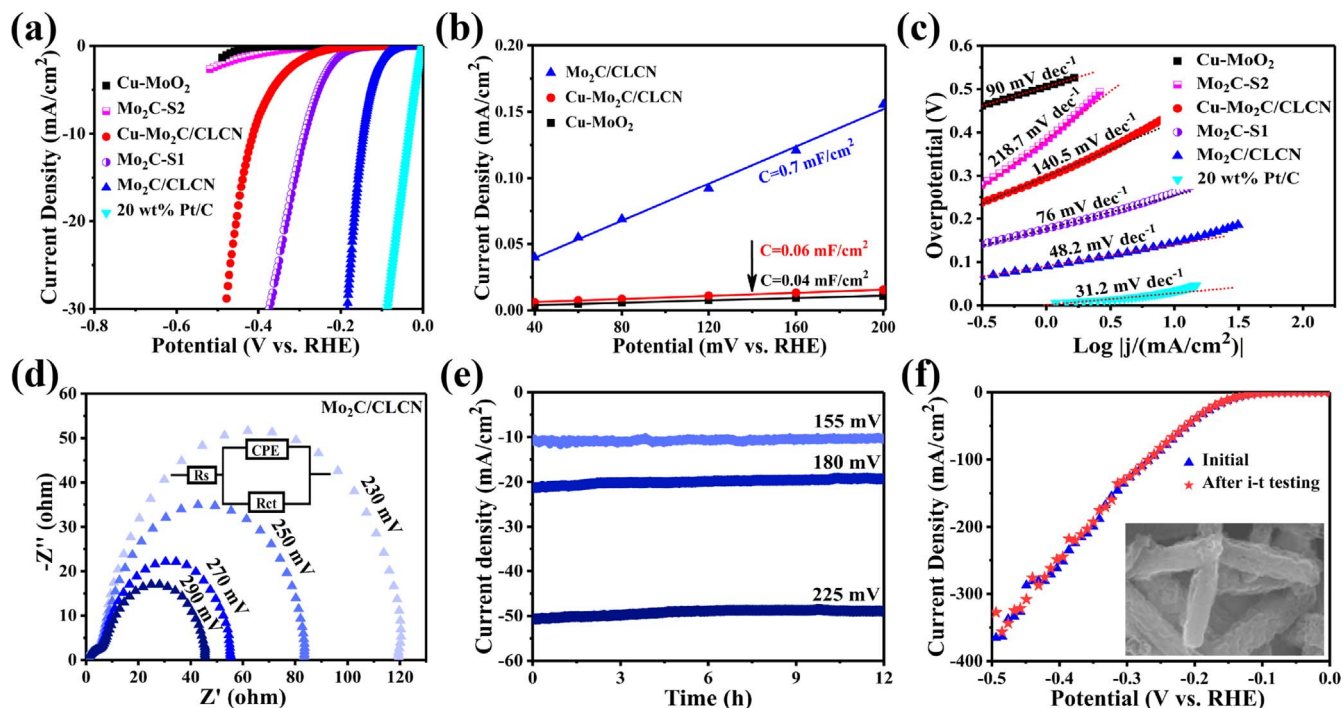 (a)
Current Density (mA/cm²)
0
-10
-20
-30
Cu-MoO₂
Mo₂C-S2
Cu-Mo₂C/CLCN
Mo₂C-S1
Mo₂C/CLCN
20 wt% Pt/C
-0.8
-0.6
-0.4
-0.2
0.0
Potential (V vs. RHE)
(b)
Current Density (mA/cm²)
0.20
0.15
0.10
0.05
0.00
Mo₂C/CLCN
Cu-Mo₂C/CLCN
Cu-MoO₂
C=0.7 mF/cm²
C=0.06 mF/cm²
C=0.04 mF/cm²
40
80
120
160
200
Potential (mV vs. RHE)
(c)
Overpotential (V)
0.6
0.5
0.4
0.3
0.2
0.1
0.0
90 mV dec⁻¹
218.7 mV dec⁻¹
140.5 mV dec⁻¹
76 mV dec⁻¹
48.2 mV dec⁻¹
31.2 mV dec⁻¹
Cu-MoO₂
Mo₂C-S2
Cu-Mo₂C/CLCN
Mo₂C-S1
Mo₂C/CLCN
20 wt% Pt/C
-0.5
0.0
0.5
1.0
1.5
2.0
Log |j/(mA/cm²)|
(d)
-Z'' (ohm)
60
50
40
30
20
10
0
Mo₂C/CLCN
CPE
Rs
Rct
230 mV
250 mV
270 mV
290 mV
0
20
40
60
80
100
120
Z' (ohm)
(e)
Current density (mA/cm²)
0
-10
-20
-30
-40
-50
-60
155 mV
180 mV
225 mV
0
3
6
9
12
Time (h)
(f)
Current Density (mA/cm²)
0
-100
-200
-300
-400
Initial
After i-t testing
-0.5
-0.4
-0.3
-0.2
-0.1
0.0
Potential (V vs. RHE)